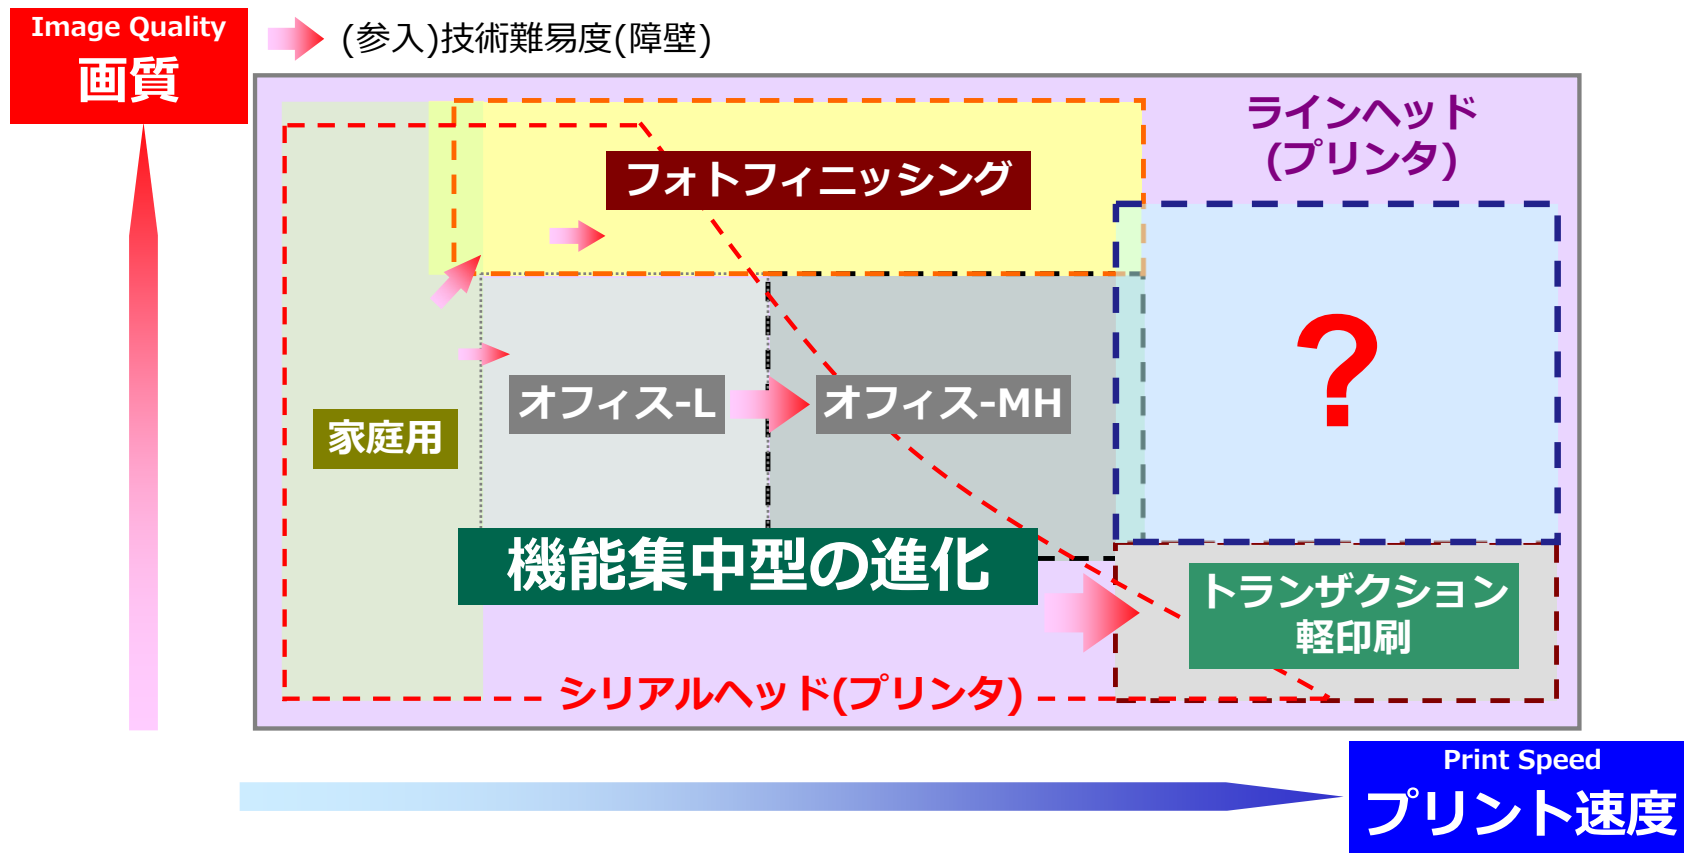 Image Quality
画質
(参入)技術難易度(障壁)
ラインヘッド
(プリンタ)
フォトフィニッシング
?
オフィス-L
オフィス-MH
家庭用
機能集中型の進化
トランザクション
軽印刷
シリアルヘッド(プリンタ)
Print Speed
プリント速度